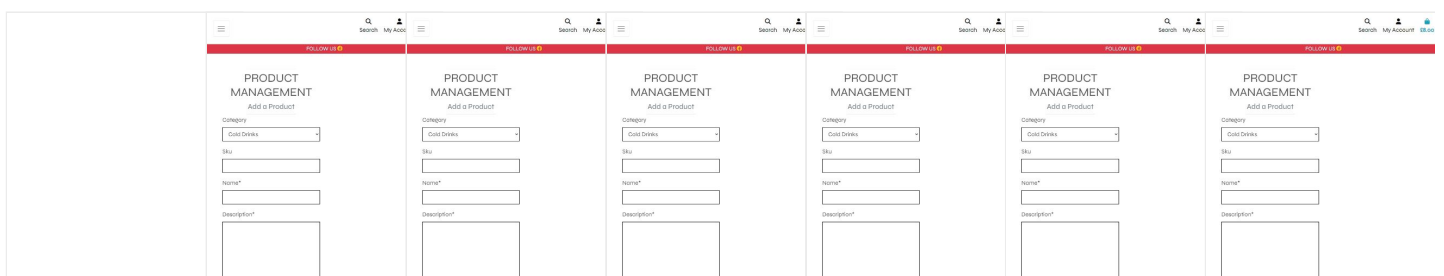 Search My Acco
Search My Acco
Search My Acco
Search My Acco
Search My Acco
Search My Account
FOLLOW US
FOLLOW US
FOLLOW US
FOLLOW US
FOLLOW US
FOLLOW US
PRODUCT MANAGEMENT
PRODUCT MANAGEMENT
PRODUCT MANAGEMENT
PRODUCT MANAGEMENT
PRODUCT MANAGEMENT
PRODUCT MANAGEMENT
Add a Product
Add a Product
Add a Product
Add a Product
Add a Product
Add a Product
Category
Category
Category
Category
Category
Category
Cold Drinks
Cold Drinks
Cold Drinks
Cold Drinks
Cold Drinks
Cold Drinks
Sku
Sku
Sku
Sku
Sku
Sku
Name*
Name*
Name*
Name*
Name*
Name*
Description*
Description*
Description*
Description*
Description*
Description*